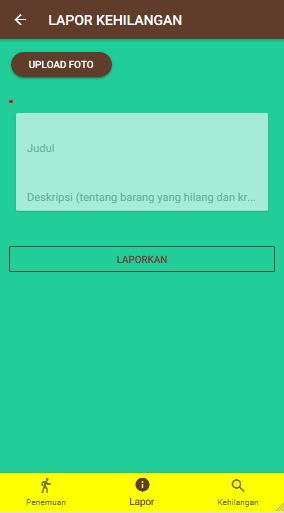 LAPOR KEHILANGAN
UPLOAD FOTO
Judul
Deskripsi (tentang barang yang hilang dan kr...
LAPORKAN
Penemuan
Lapor
Kehilangan